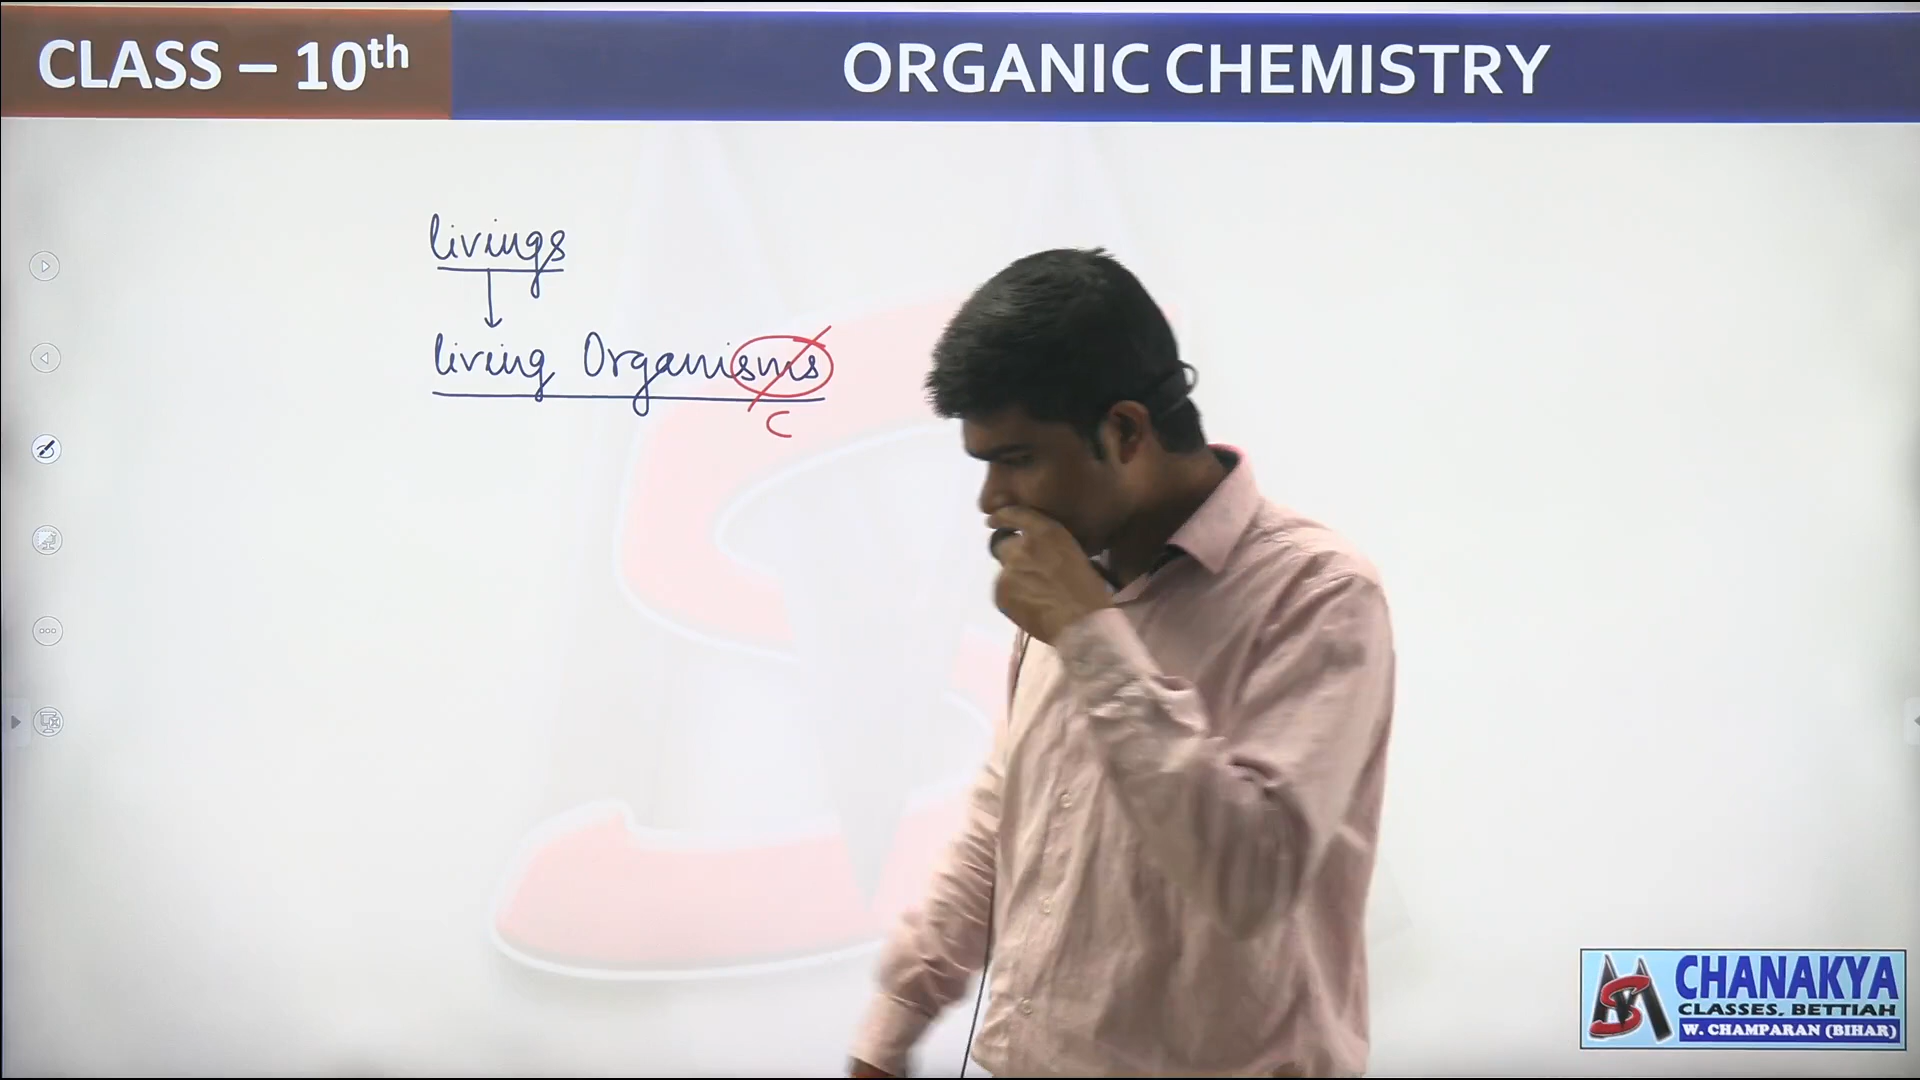 CLASS – 10th
ORGANIC CHEMISTRY
livings
living Organisms
C
CHANAKYA
CLASSES, BETTIAH
W. CHAMPARAN (BIHAR)